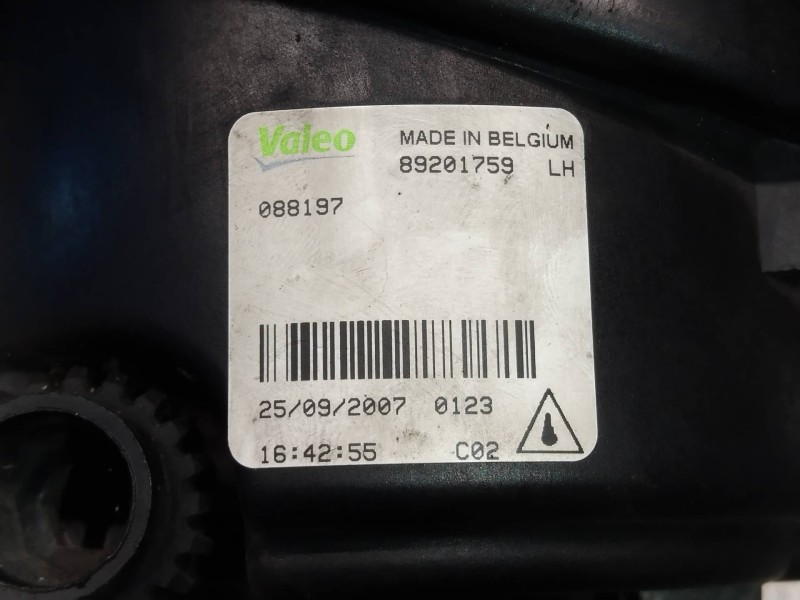 Valeo
MADE IN BELGIUM
89201759 LH
088197
25/09/2007 0123
16:42:55 C02